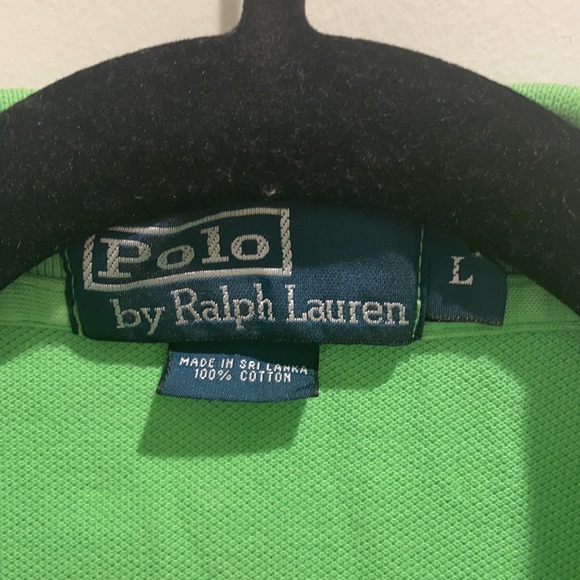 Polo
by Ralph Lauren
L
MADE IN SRI LANKA
100% COTTON